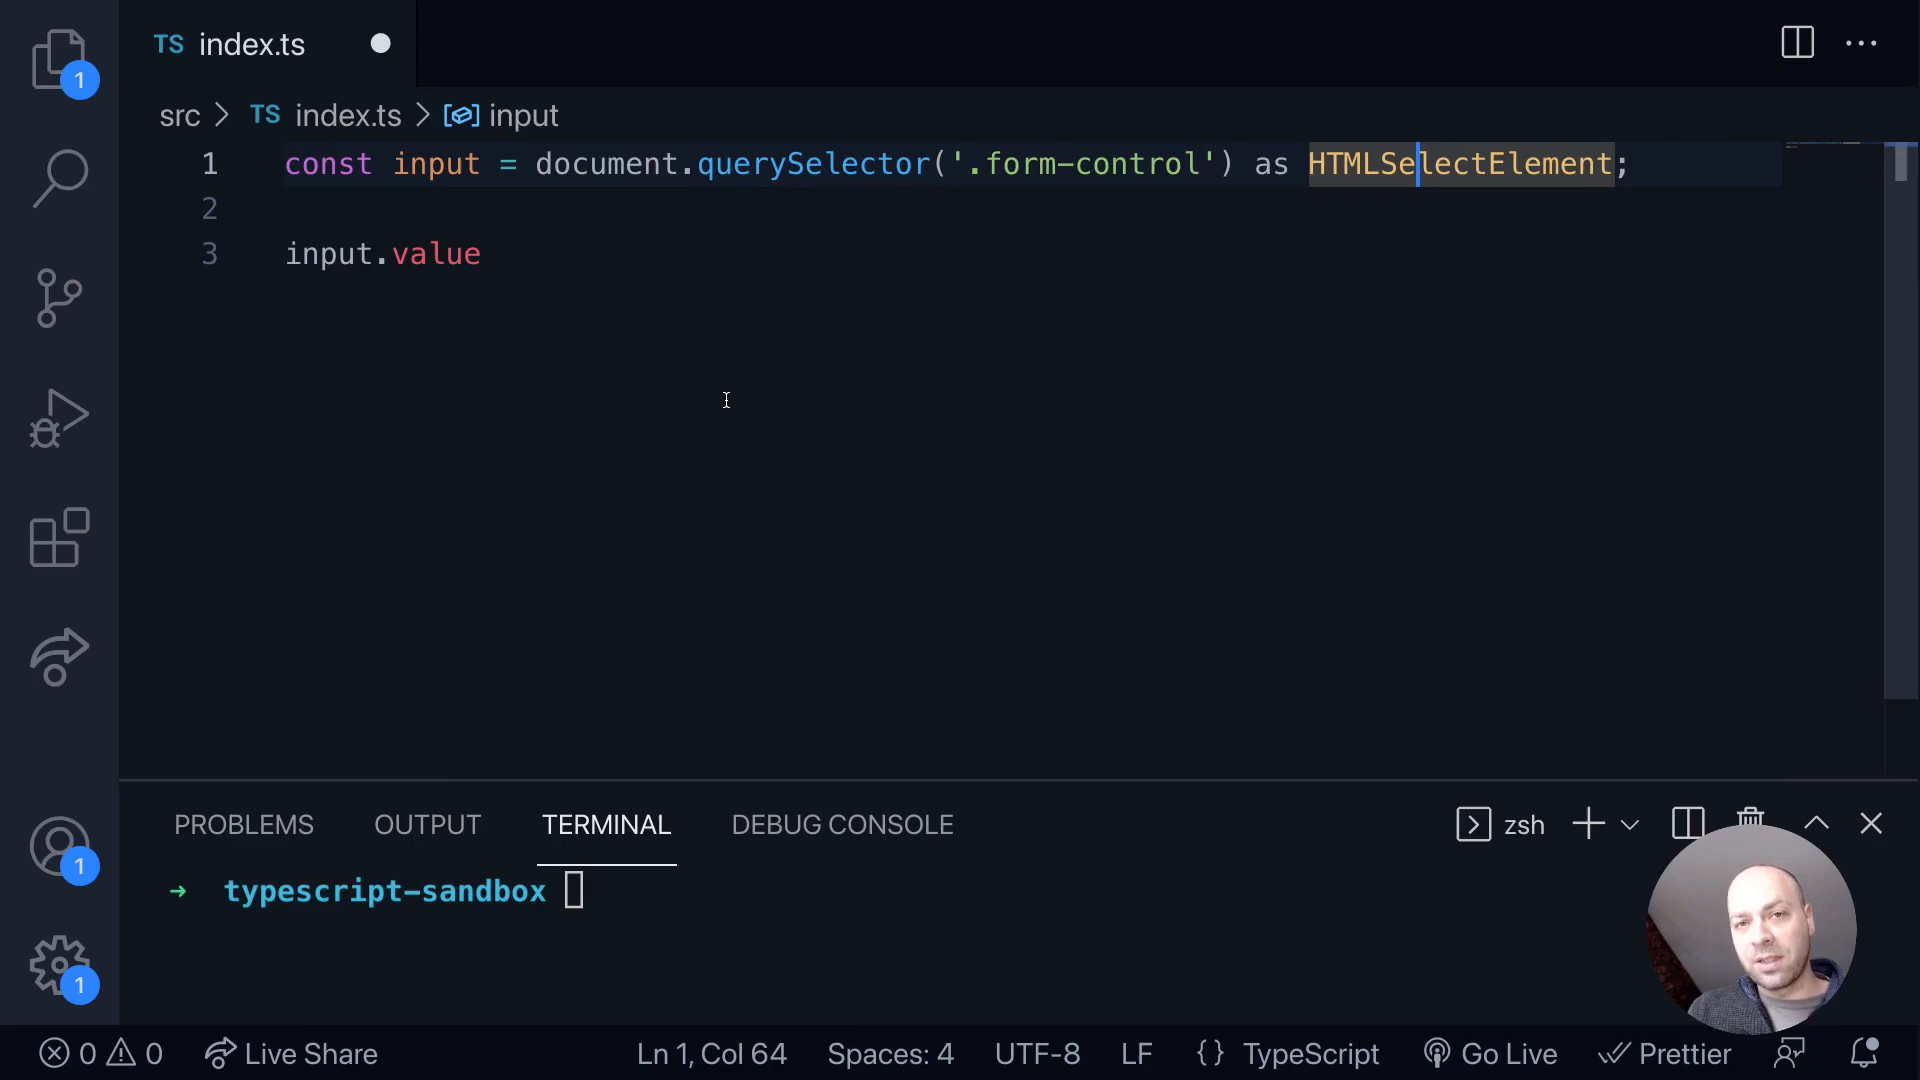 1
TS index.ts
src > TS index.ts > input
1 const input = document.querySelector('.form-control') as HTMLSelectElement;
2
3 input.value
PROBLEMS OUTPUT TERMINAL DEBUG CONSOLE zsh
→ typescript-sandbox
1
1
0 0 Live Share Ln 1, Col 64 Spaces: 4 UTF-8 LF {} TypeScript Go Live Prettier